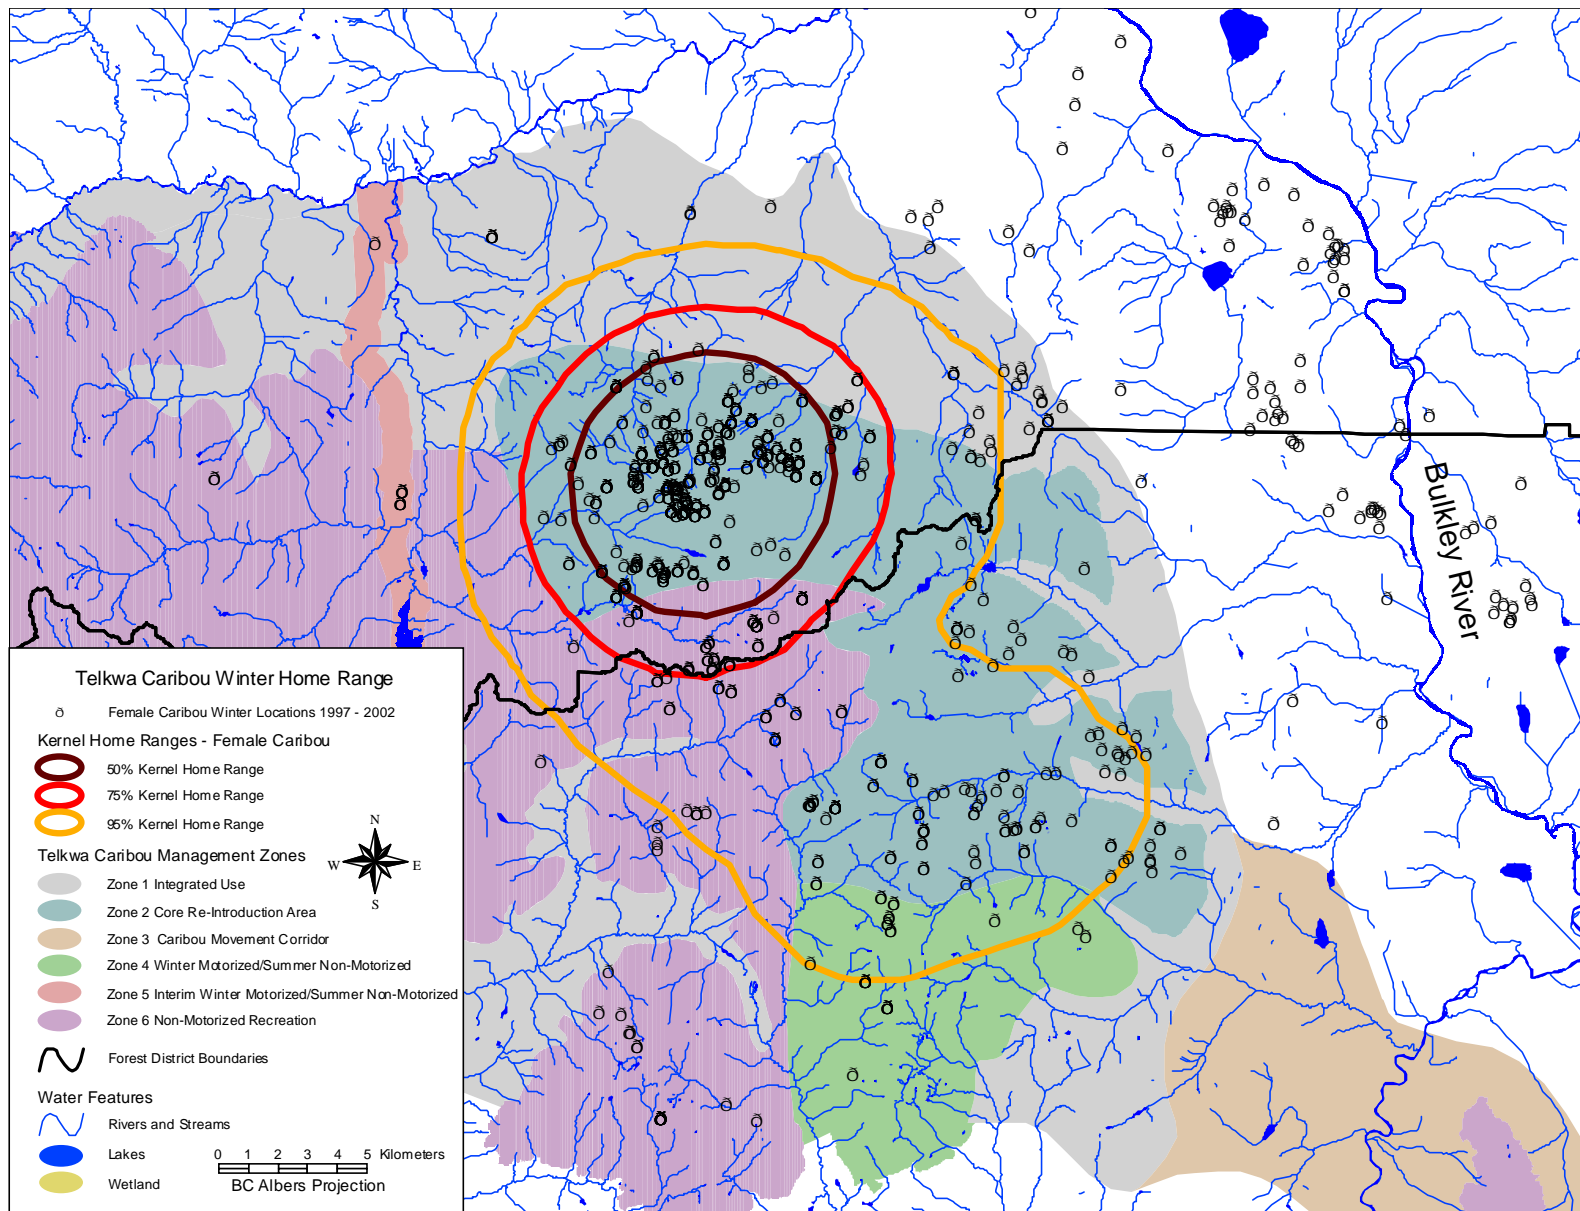 Bulkley River
Telkwa Caribou Winter Home Range
ð Female Caribou Winter Locations 1997 - 2002
Kernel Home Ranges - Female Caribou
50% Kernel Home Range
75% Kernel Home Range
95% Kernel Home Range
Telkwa Caribou Management Zones
N
W E
S
Zone 1 Integrated Use
Zone 2 Core Re-Introduction Area
Zone 3 Caribou Movement Corridor
Zone 4 Winter Motorized/Summer Non-Motorized
Zone 5 Interim Winter Motorized/Summer Non-Motorized
Zone 6 Non-Motorized Recreation
Forest District Boundaries
Water Features
Rivers and Streams
Lakes
Wetland
0 1 2 3 4 5 Kilometers
BC Albers Projection